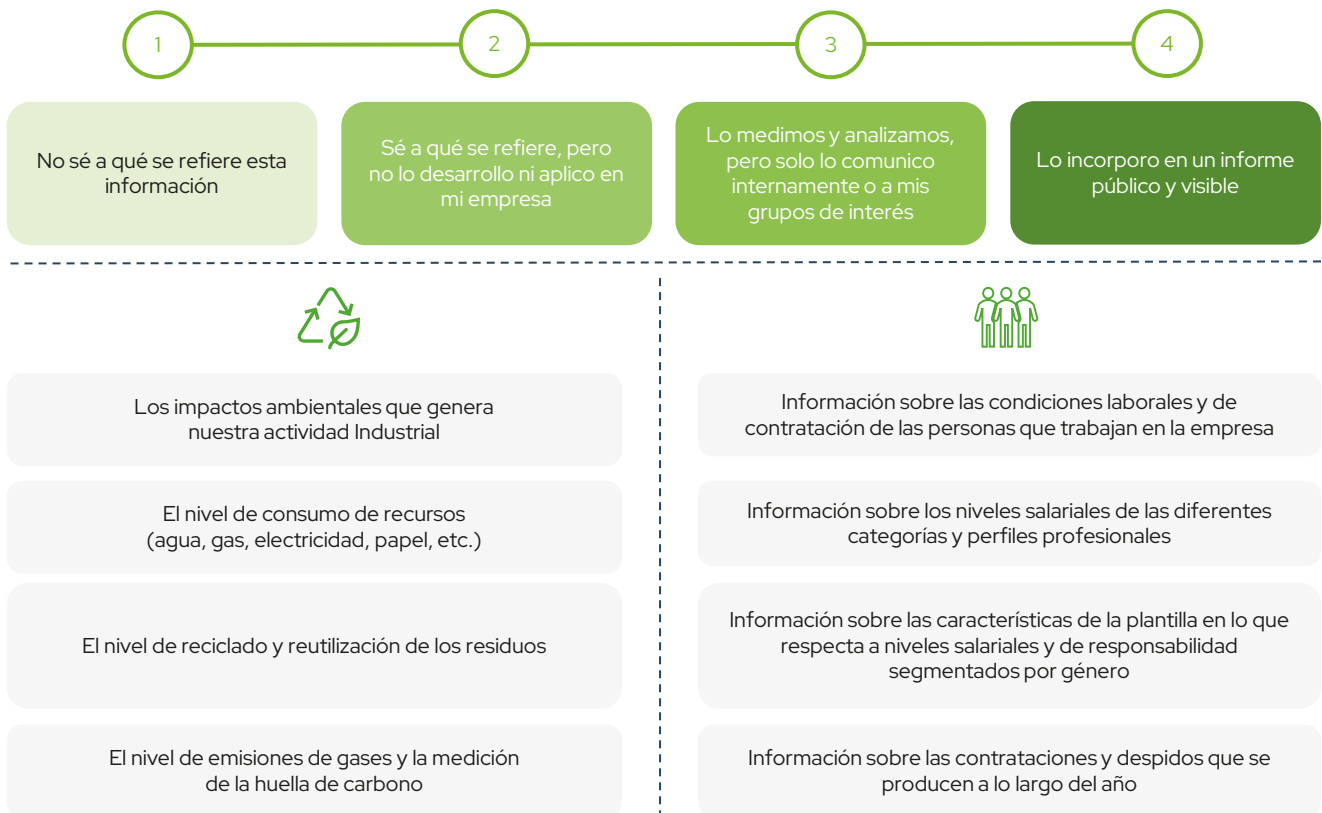 1
2
3
4
No sé a qué se refiere esta
información
Sé a qué se refiere, pero
no lo desarrollo ni aplico en
mi empresa
Lo medimos y analizamos,
pero solo lo comunico
internamente o a mis
grupos de interés
Lo incorporo en un informe
público y visible
Los impactos ambientales que genera
nuestra actividad Industrial
El nivel de consumo de recursos
(agua, gas, electricidad, papel, etc.)
El nivel de reciclado y reutilización de los residuos
El nivel de emisiones de gases y la medición
de la huella de carbono
Información sobre las condiciones laborales y de
contratación de las personas que trabajan en la empresa
Información sobre los niveles salariales de las diferentes
categorías y perfiles profesionales
Información sobre las características de la plantilla en lo que
respecta a niveles salariales y de responsabilidad
segmentados por género
Información sobre las contrataciones y despidos que se
producen a lo largo del año